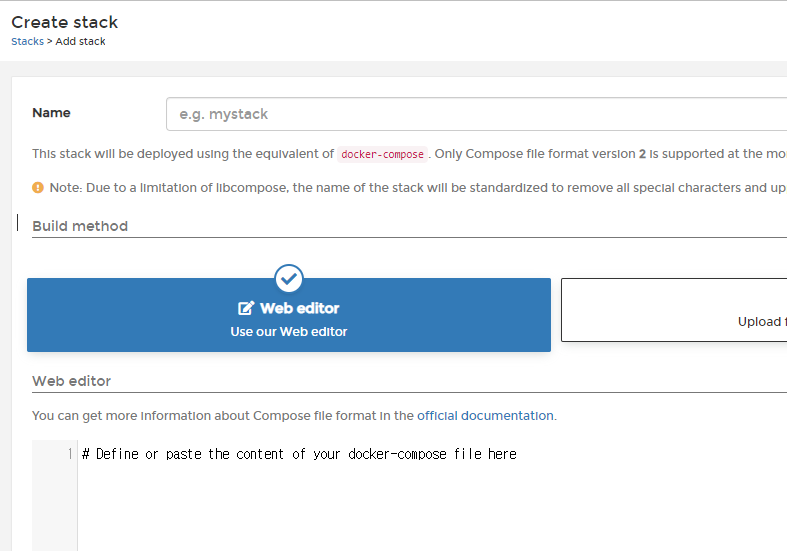 Create stack
Stacks > Add stack
Name
e.g. mystack
This stack will be deployed using the equivalent of docker-compose. Only Compose file format version 2 is supported at the
Note: Due to a limitation of libcompose, the name of the stack will be standardized to remove all special characters and
Build method
Web editor
Use our Web editor
Upload
Web editor
You can get more information about Compose file format in the official documentation.
1 # Define or paste the content of your docker-compose file here